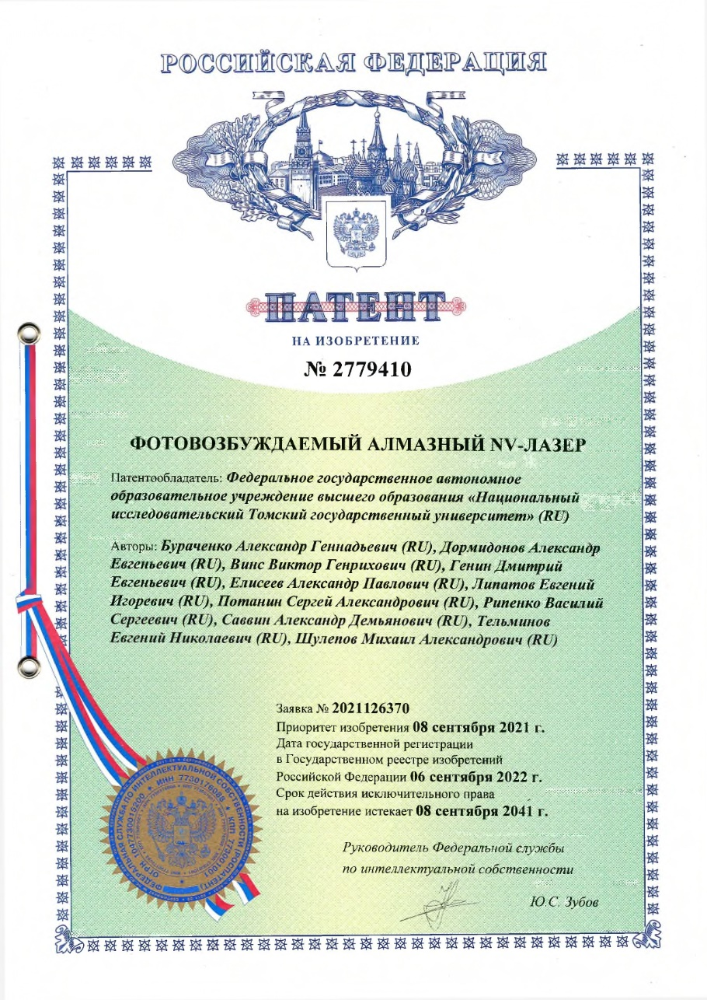 РОССИЙСКАЯ ФЕДЕРАЦИЯ
ПАТЕНТ
НА ИЗОБРЕТЕНИЕ
№ 2779410
ФОТОВОЗБУЖДАЕМЫЙ АЛМАЗНЫЙ NV-ЛАЗЕР
Патентообладатель: Федеральное государственное автономное
образовательное учреждение высшего образования «Национальный
исследовательский Томский государственный университет» (RU)
Авторы: Бураченко Александр Геннадьевич (RU), Дормидонов Александр
Евгеньевич (RU), Винс Виктор Генрихович (RU), Генин Дмитрий
Евгеньевич (RU), Елисеев Александр Павлович (RU), Липатов Евгений
Игоревич (RU), Потанин Сергей Александрович (RU), Рипенко Василий
Сергеевич (RU), Саввин Александр Демьянович (RU), Тельминов
Евгений Николаевич (RU), Шулепов Михаил Александрович (RU)
Заявка № 2021126370
Приоритет изобретения 08 сентября 2021 г.
Дата государственной регистрации
в Государственном реестре изобретений
Российской Федерации 06 сентября 2022 г.
Срок действия исключительного права
на изобретение истекает 08 сентября 2041 г.
Руководитель Федеральной службы
по интеллектуальной собственности
Ю.С. Зубов
ФЕДЕРАЛЬНАЯ СЛУЖБА ПО ИНТЕЛЛЕКТУАЛЬНОЙ СОБСТВЕННОСТИ (РОСПАТЕНТ)
ОГРН 1047730015200 ИНН 7730176088 КПП 773001001